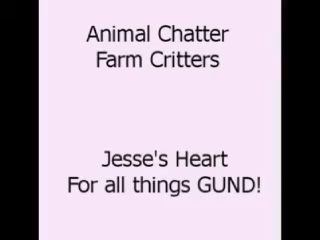 Animal Chatter
Farm Critters
Jesse's Heart
For all things GUND!